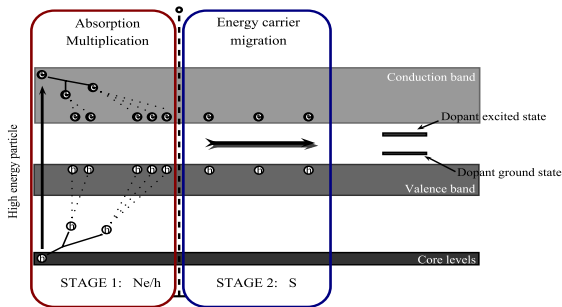 Absorption
Multiplication
Energy carrier
migration
High energy particle
Conduction band
Dopant excited state
Dopant ground state
Valence band
Core levels
e
e
e
e e e e e
e e e
h h h h h
h h h
h
h
h
STAGE 1: Ne/h
STAGE 2: S